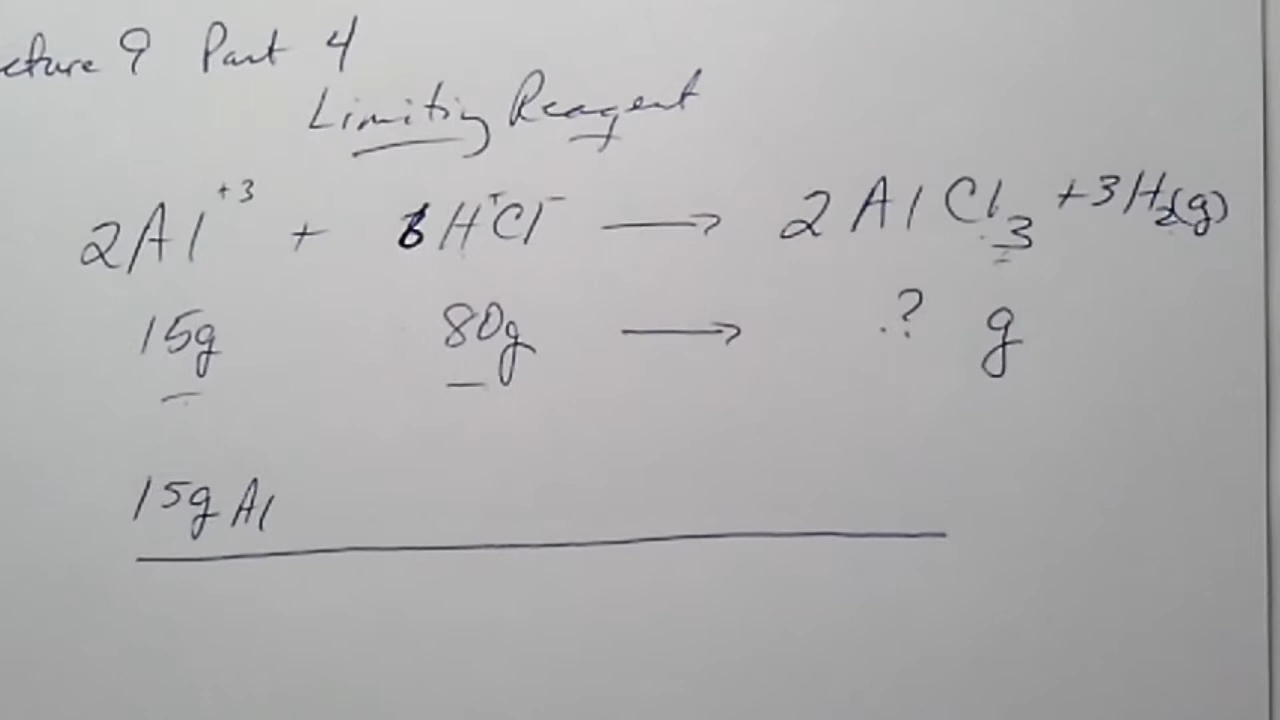 cture 9 Part 4
Limiting Reagent
2Al⁺³ + 6H⁺Cl⁻ → 2AlCl₃ + 3H₂(g)
15g 80g → .? g
15g Al